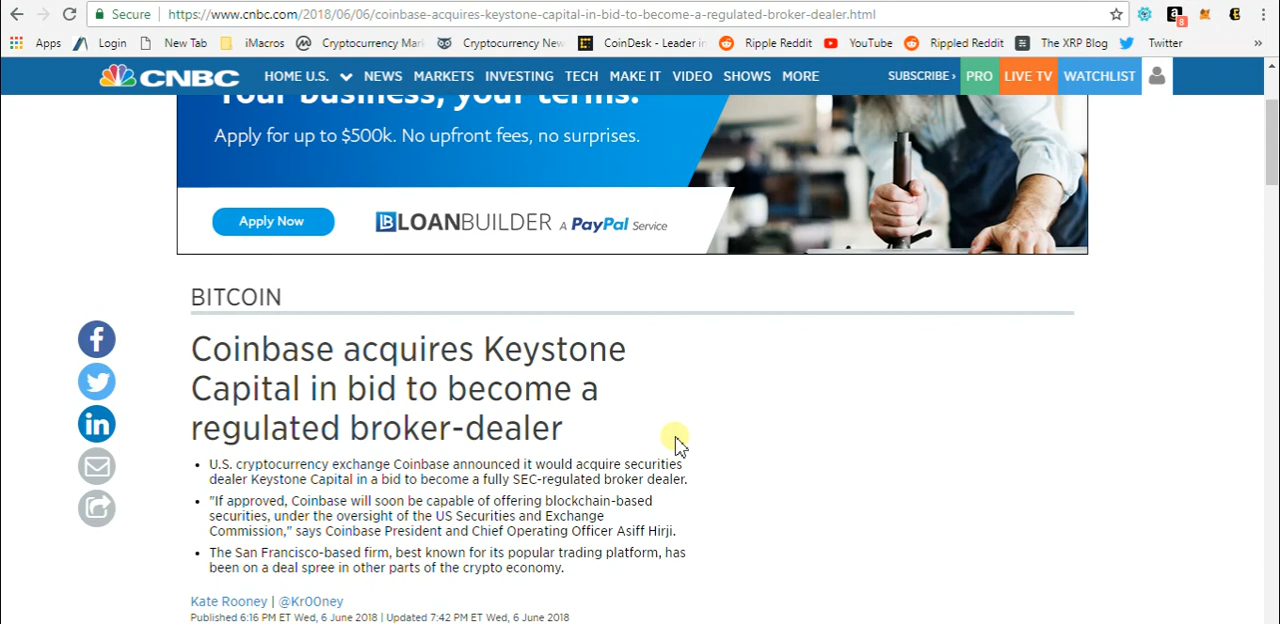 Secure https://www.cnbc.com/2018/06/06/coinbase-acquires-keystone-capital-in-bid-to-become-a-regulated-broker-dealer.html
8
Apps Login New Tab iMacros Cryptocurrency Mar Cryptocurrency New CoinDesk - Leader in Ripple Reddit YouTube Rippled Reddit The XRP Blog Twitter »
CNBC HOME U.S. NEWS MARKETS INVESTING TECH MAKE IT VIDEO SHOWS MORE SUBSCRIBE › PRO LIVE TV WATCHLIST
Your business, your terms.
Apply for up to $500k. No upfront fees, no surprises.
Apply Now LB LOANBUILDER A PayPal Service
BITCOIN
Coinbase acquires Keystone
Capital in bid to become a
regulated broker-dealer
• U.S. cryptocurrency exchange Coinbase announced it would acquire securities
dealer Keystone Capital in a bid to become a fully SEC-regulated broker dealer.
• "If approved, Coinbase will soon be capable of offering blockchain-based
securities, under the oversight of the US Securities and Exchange
Commission," says Coinbase President and Chief Operating Officer Asiff Hirji.
• The San Francisco-based firm, best known for its popular trading platform, has
been on a deal spree in other parts of the crypto economy.
Kate Rooney | @Kr00ney
Published 6:16 PM ET Wed, 6 June 2018 | Updated 7:42 PM ET Wed, 6 June 2018